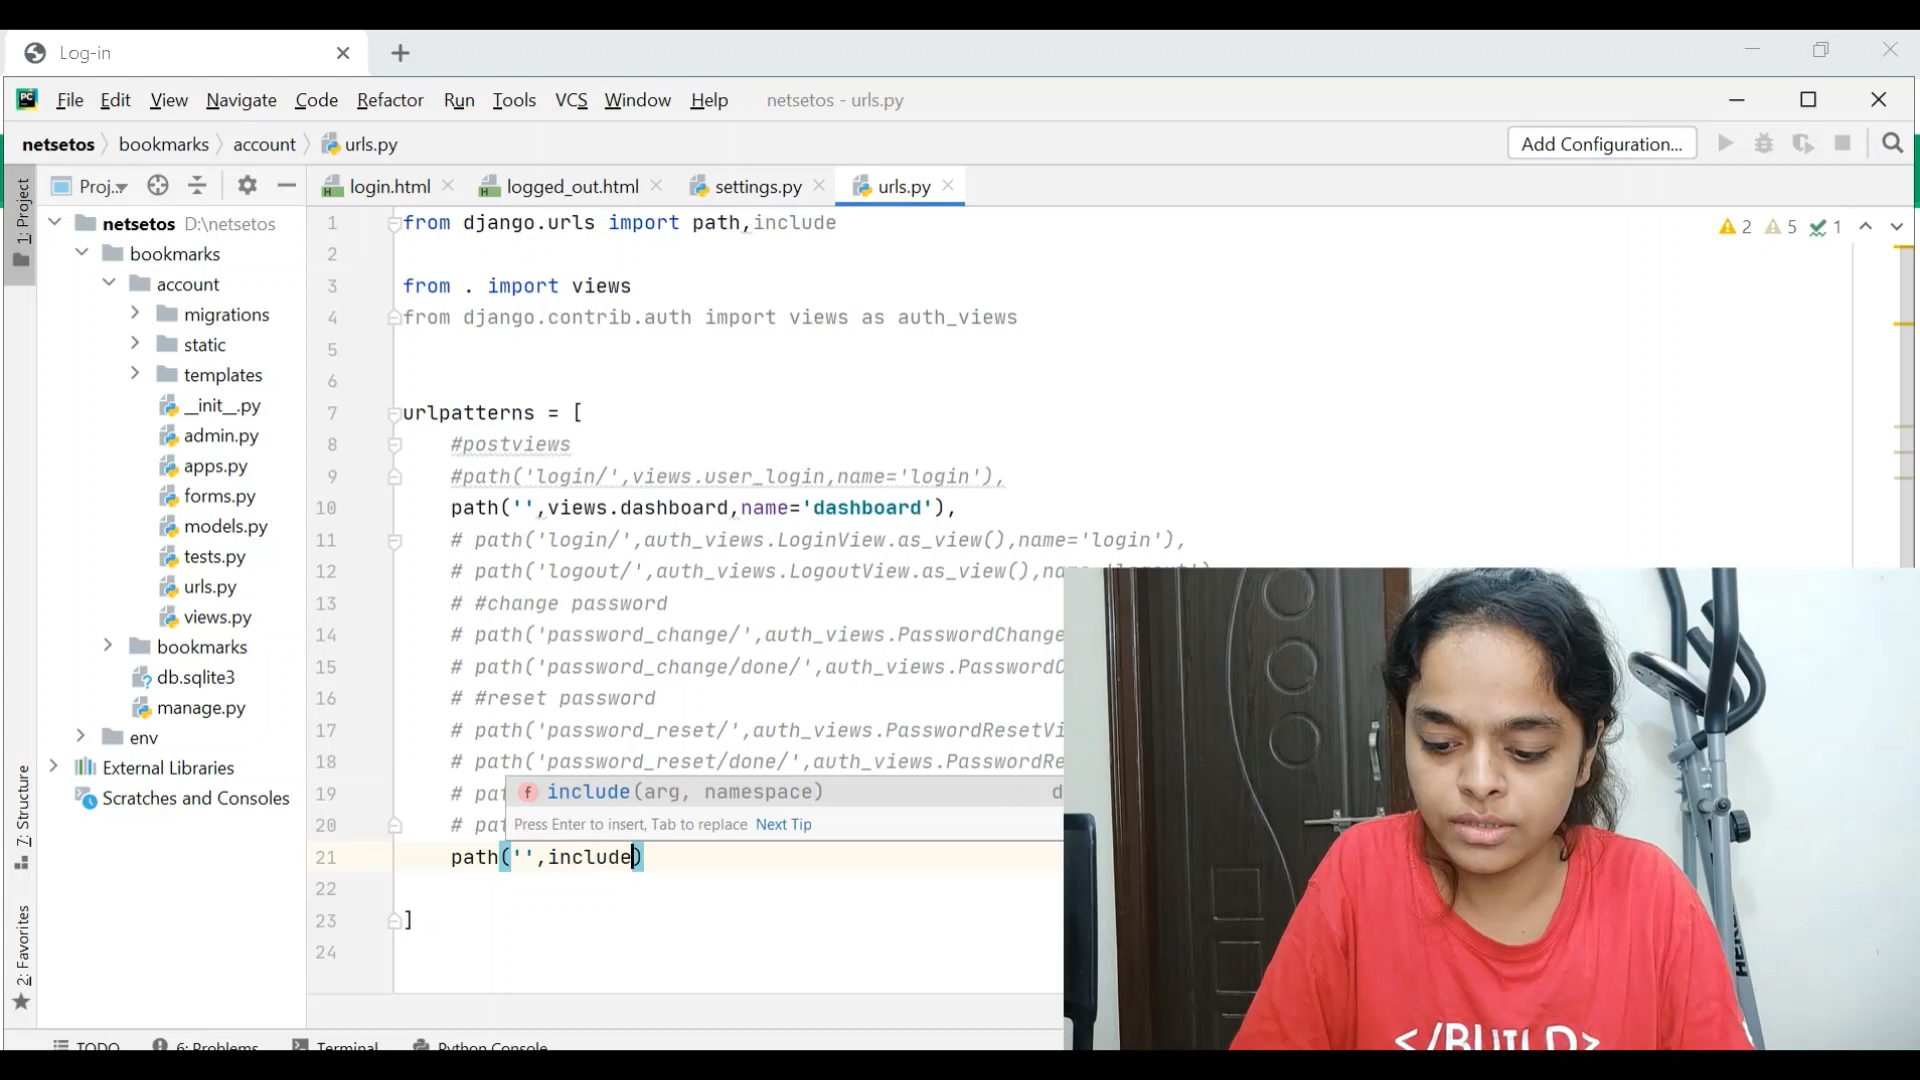 Log-in
File Edit View Navigate Code Refactor Run Tools VCS Window Help netsetos - urls.py
netsetos bookmarks account urls.py Add Configuration...
1: Project
Proj..
login.html logged_out.html settings.py urls.py
netsetos D:\netsetos
bookmarks
account
migrations
static
templates
__init__.py
admin.py
apps.py
forms.py
models.py
tests.py
urls.py
views.py
bookmarks
db.sqlite3
manage.py
env
External Libraries
Scratches and Consoles
7: Structure
2: Favorites
2 5 1
1 from django.urls import path,include
2
3 from . import views
4 from django.contrib.auth import views as auth_views
5
6
7 urlpatterns = [
8 #postviews
9 #path('login/',views.user_login,name='login'),
10 path('',views.dashboard,name='dashboard'),
11 # path('login/',auth_views.LoginView.as_view(),name='login'),
12 # path('logout/',auth_views.LogoutView.as_view(),
13 # #change password
14 # path('password_change/',auth_views.PasswordChange
15 # path('password_change/done/',auth_views.Password
16 # #reset password
17 # path('password_reset/',auth_views.PasswordResetVi
18 # path('password_reset/done/',auth_views.PasswordRe
19 # pat
include(arg, namespace) d
20 # pat
Press Enter to insert, Tab to replace Next Tip
21 path('',include)
22
23 ]
24
TODO 6: Problems Terminal Python Console
</BUILD>